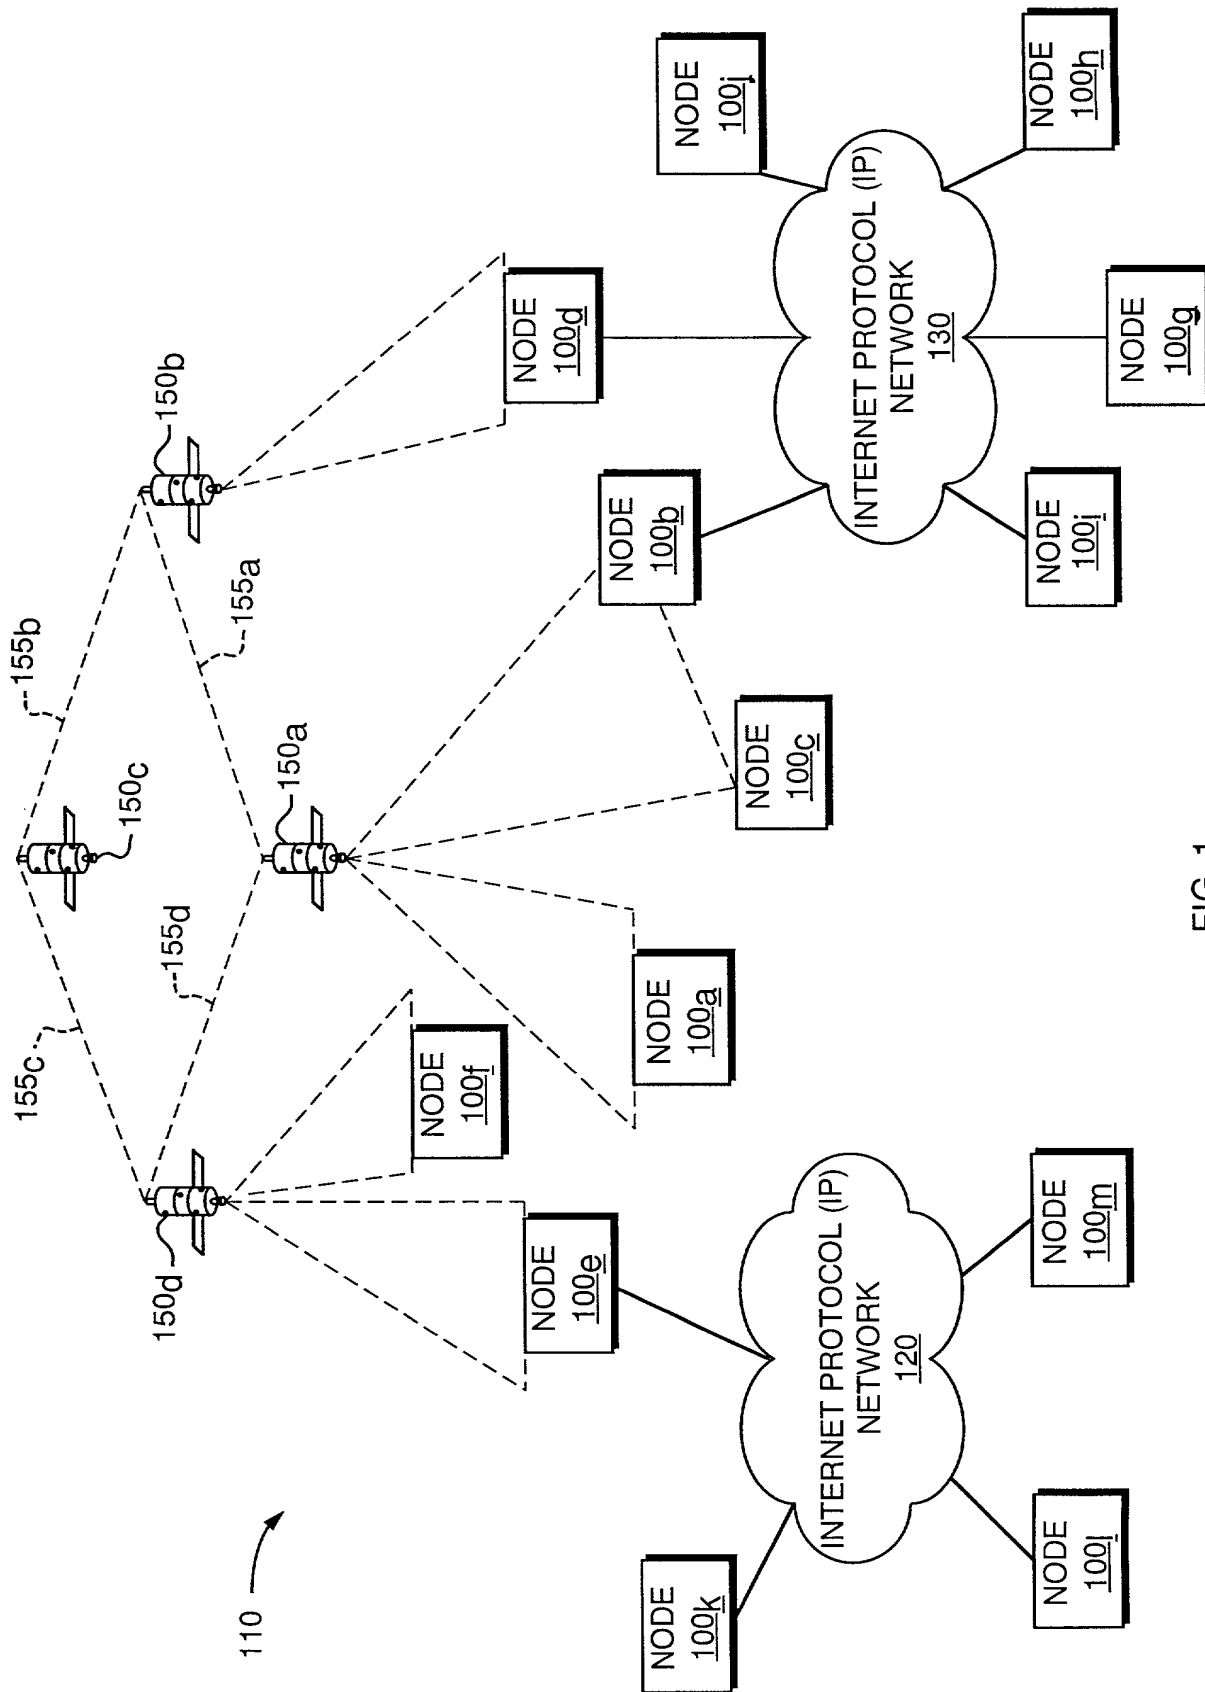 155c
155b
150c
150d
155d
150b
110
155a
150a
NODE
100f
NODE
100e
NODE
100d
NODE
100k
NODE
100a
NODE
100b
NODE
100j
NODE
100c
INTERNET PROTOCOL (IP)
NETWORK
120
INTERNET PROTOCOL (IP)
NETWORK
130
NODE
100l
NODE
100m
NODE
100i
NODE
100g
NODE
100h
FIG. 1